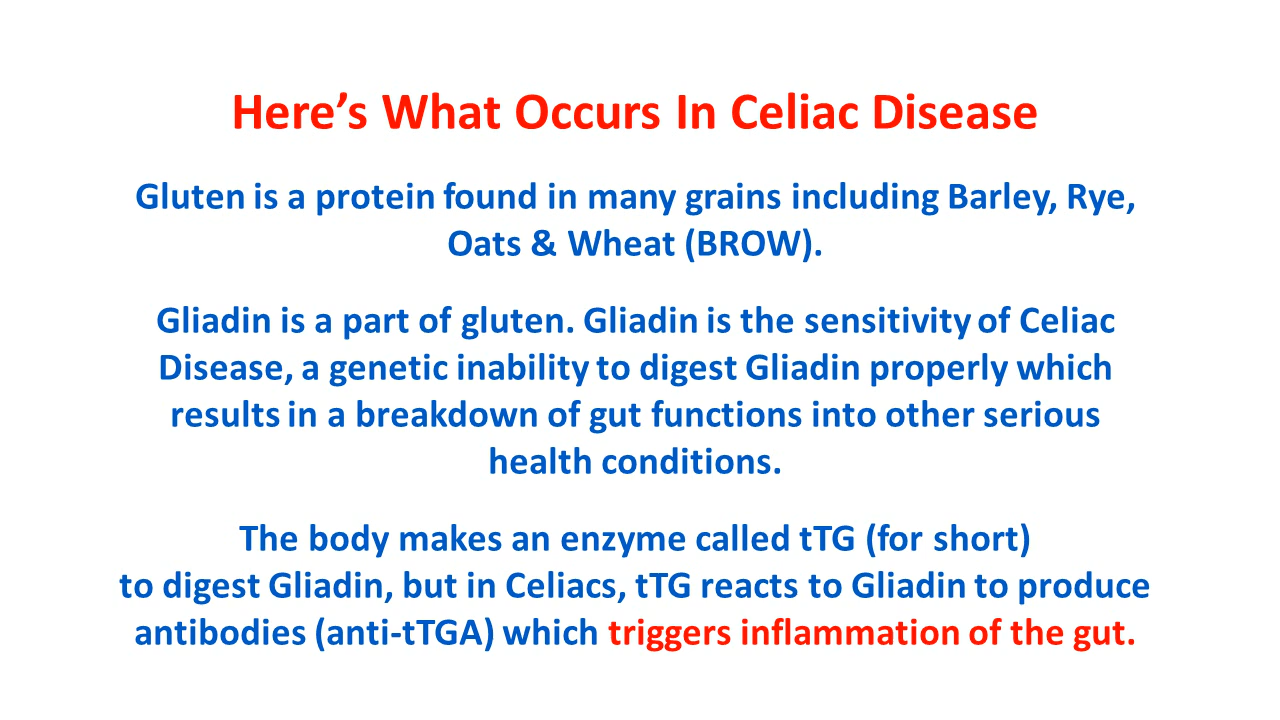 Here’s What Occurs In Celiac Disease
Gluten is a protein found in many grains including Barley, Rye,
Oats & Wheat (BROW).
Gliadin is a part of gluten. Gliadin is the sensitivity of Celiac
Disease, a genetic inability to digest Gliadin properly which
results in a breakdown of gut functions into other serious
health conditions.
The body makes an enzyme called tTG (for short)
to digest Gliadin, but in Celiacs, tTG reacts to Gliadin to produce
antibodies (anti-tTGA) which triggers inflammation of the gut.